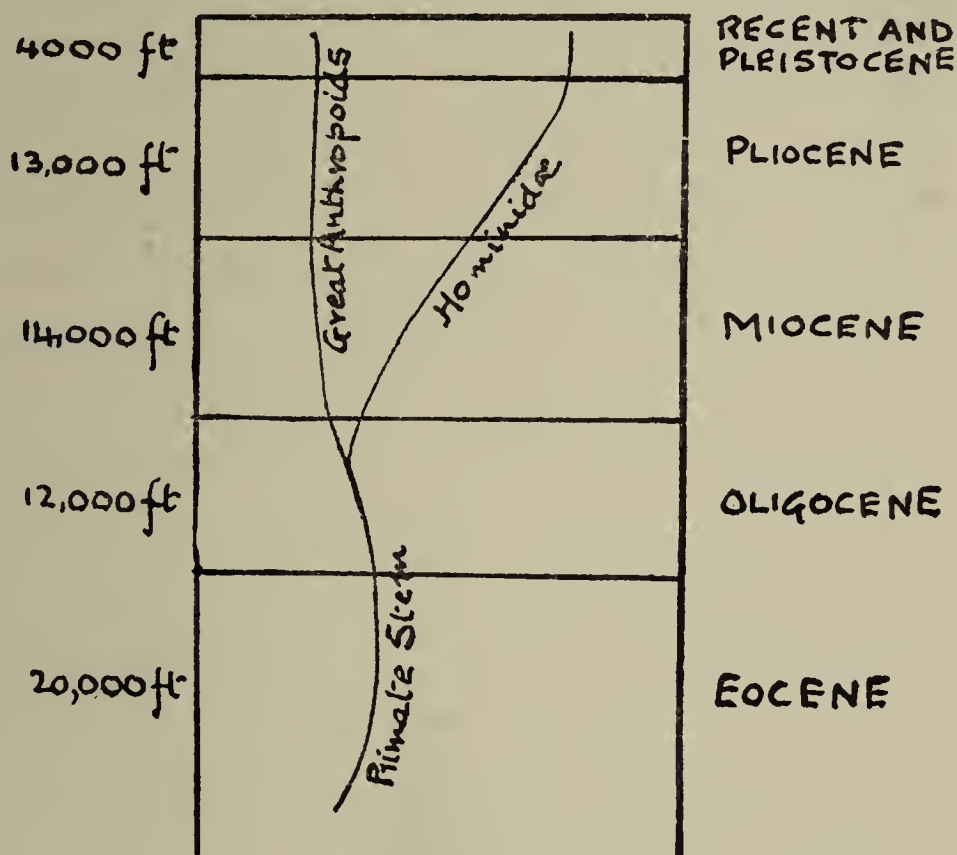 4000 ft
RECENT AND
PLEISTOCENE
13,000 ft
PLIOCENE
Great Anthropoids
Hominidæ
14,000 ft
MIOCENE
12,000 ft
OLIGOCENE
Primate Stem
20,000 ft
EOCENE